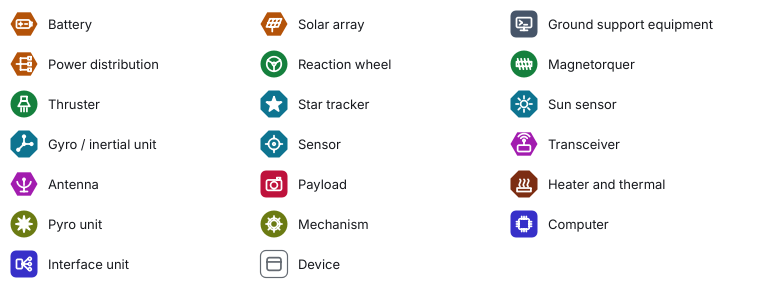 Battery
Solar array
Ground support equipment
Power distribution
Reaction wheel
Magnetorquer
Thruster
Star tracker
Sun sensor
Gyro / inertial unit
Sensor
Transceiver
Antenna
Payload
Heater and thermal
Pyro unit
Mechanism
Computer
Interface unit
Device